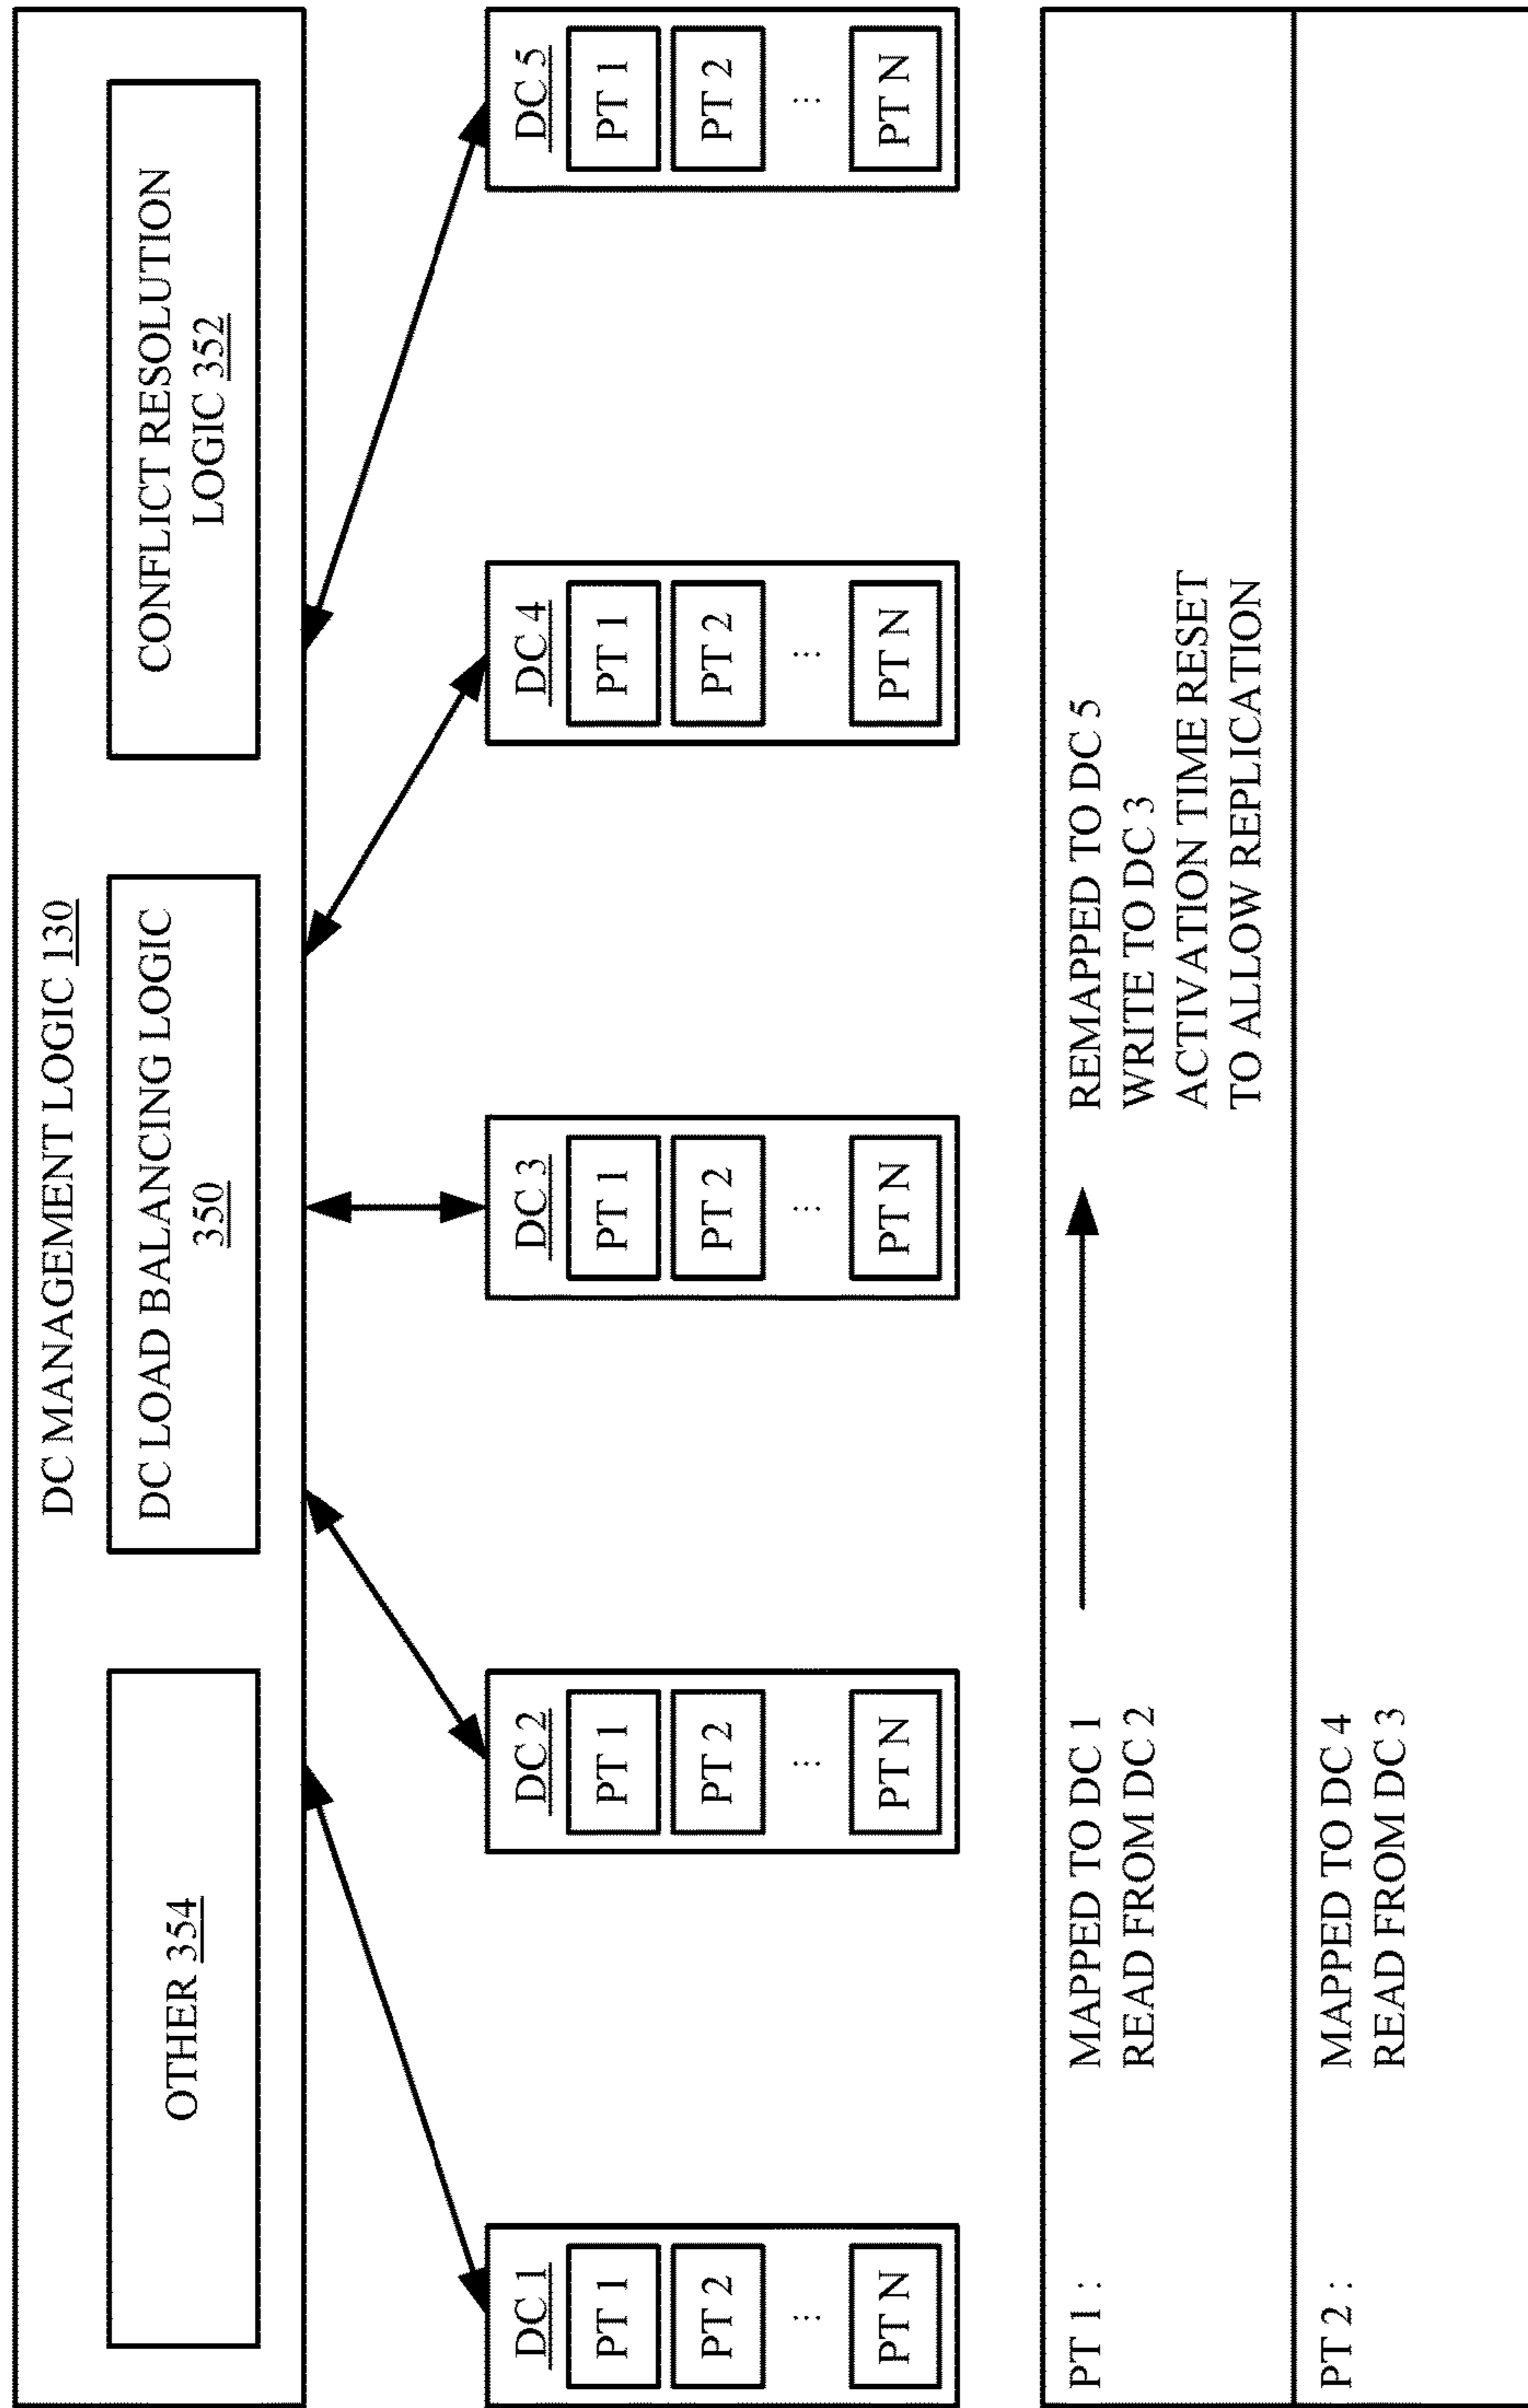 DC MANAGEMENT LOGIC 130
OTHER 354
DC LOAD BALANCING LOGIC
350
CONFLICT RESOLUTION
LOGIC 352
DC 1
PT 1
PT 2
...
PT N
DC 2
PT 1
PT 2
...
PT N
DC 3
PT 1
PT 2
...
PT N
DC 4
PT 1
PT 2
...
PT N
DC 5
PT 1
PT 2
...
PT N
PT 1 :
MAPPED TO DC 1
READ FROM DC 2
REMAPPED TO DC 5
WRITE TO DC 3
ACTIVATION TIME RESET
TO ALLOW REPLICATION
PT 2 :
MAPPED TO DC 4
READ FROM DC 3